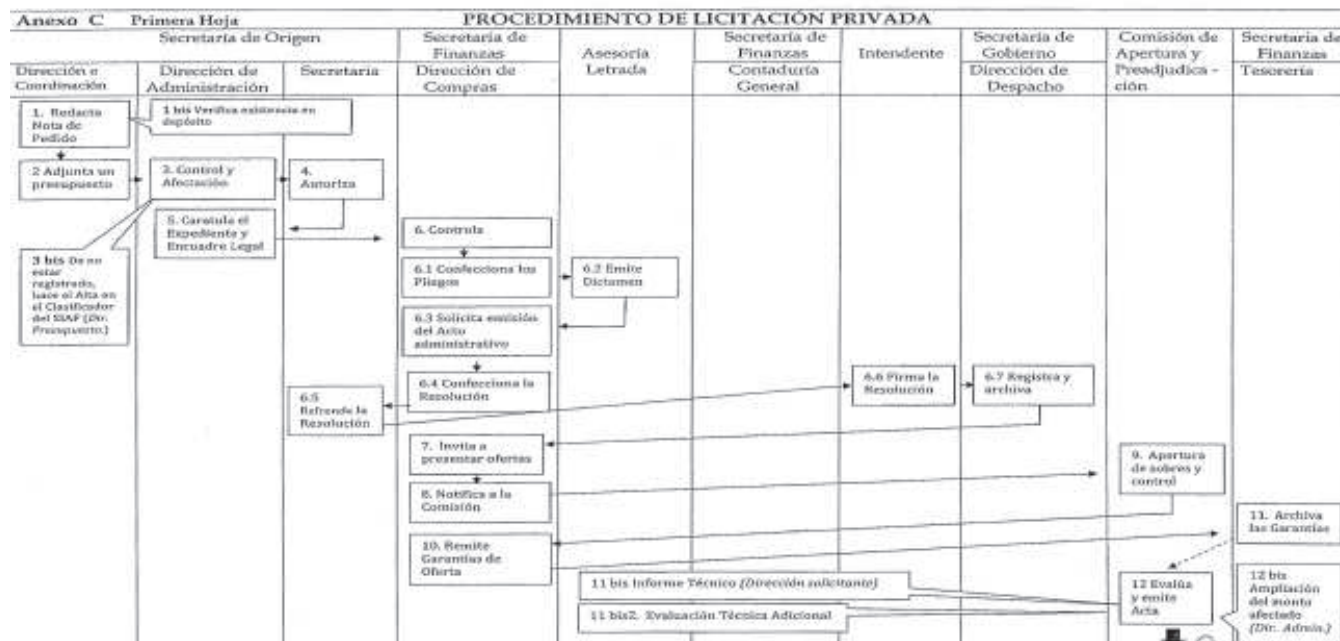 Anexo C Primera Hoja
PROCEDIMIENTO DE LICITACIÓN PRIVADA
Secretaría de Origen
Secretaría de
Finanzas
Asesoría
Letrada
Secretaría de
Finanzas
Intendente
Secretaría de
Gobierno
Comisión de
Apertura y
Preadjudica -
ción
Secretaría de
Finanzas
Dirección o
Coordinación
Dirección de
Administración
Secretaria
Dirección de
Compras
Contaduría
General
Dirección de
Despacho
Tesorería
1. Redacta
Nota de
Pedido
1 bis Verifica existencia en
depósito
2 Adjunta un
presupuesto
3. Control y
Afectación
4.
Autoriza
5. Caratula el
Expediente y
Encuadre Legal
3 bis De no
estar
registrado,
hace el Alta en
el Clasificador
del SIAF (Dir.
Presupuesto.)
6. Controla
6.1 Confecciona los
Pliegos
6.2 Emite
Dictamen
6.3 Solicita emisión
del Acto
administrativo
6.4 Confecciona la
Resolución
6.5
Refrenda la
Resolución
6.6 Firma la
Resolución
6.7 Registra y
archiva
7. Invita a
presentar ofertas
8. Notifica a la
Comisión
9. Apertura
de sobres y
control
10. Remite
Garantías de
Oferta
11. Archiva
las Garantías
11 bis Informe Técnico (Dirección solicitante)
11 bis2. Evaluación Técnica Adicional
12 Evalúa
y emite
Acta
12 bis
Ampliación
del monto
afectado
(Dir. Admin.)